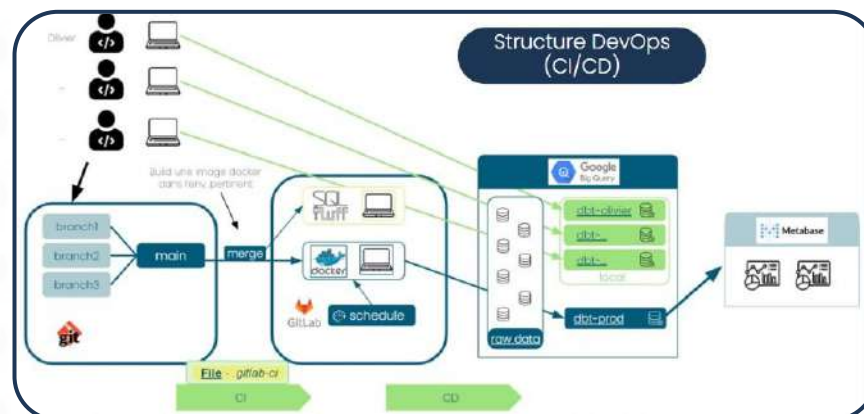 Structure DevOps
(CI/CD)
Olivier
...
...
</>
</>
</>
Build une image docker
dans l'env. pertinent
branch1
branch2
branch3
main
merge
git
SQL
fluff
docker
GitLab
schedule
Google
Big Query
raw data
dbt-olivier
dbt-...
dbt-...
local
dbt-prod
Metabase
File - .gitlab-ci
CI
CD